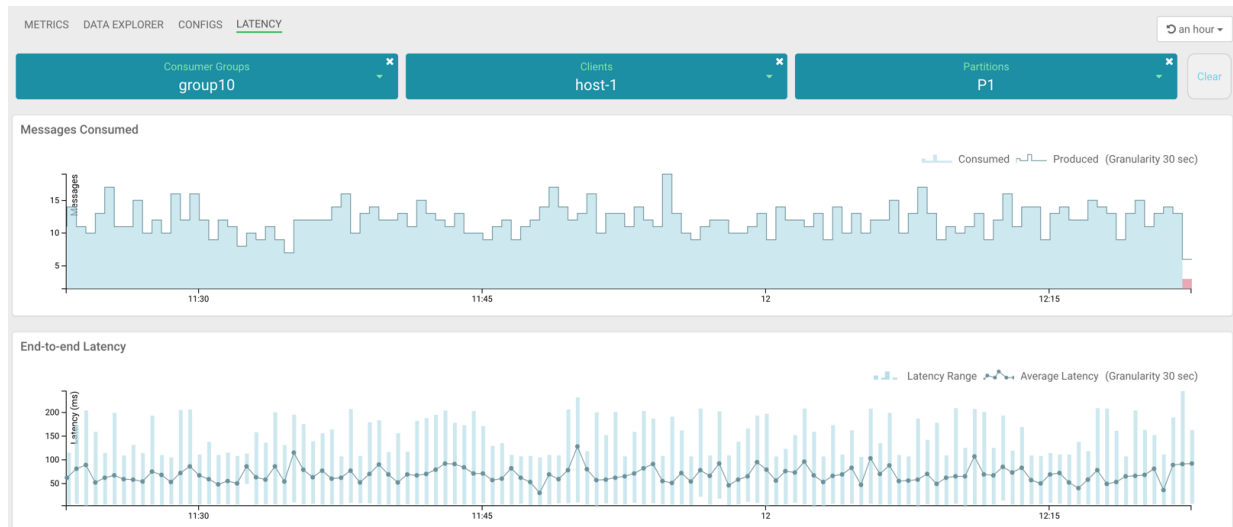 METRICS DATA EXPLORER CONFIGS LATENCY
an hour
Consumer Groups
group10
Clients
host-1
Partitions
P1
Clear
Messages Consumed
Consumed Produced (Granularity 30 sec)
Messages
15
10
5
11:30 11:45 12 12:15
End-to-end Latency
Latency Range Average Latency (Granularity 30 sec)
Latency (ms)
200
150
100
50
11:30 11:45 12 12:15